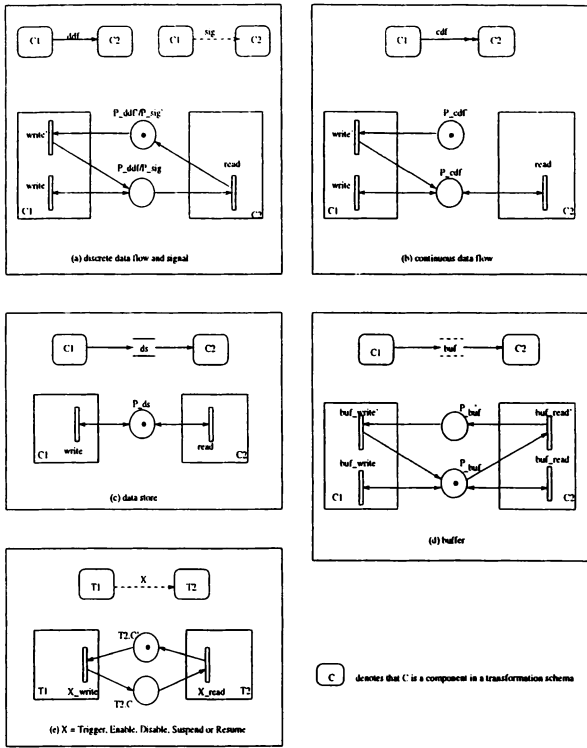 C1 ddf C2 C1 sig C2
P_ddf'/P_sig'
write'
P_ddf/P_sig
read
write
C1 C2
(a) discrete data flow and signal
C1 cdf C2
P_cdf'
write'
P_cdf
read
write
C1 C2
(b) continuous data flow
C1 ds C2
P_ds
write read
C1 C2
(c) data store
C1 buf C2
buf_write' P_buf' buf_read'
buf_write P_buf buf_read
C1 C2
(d) buffer
T1 X T2
T2.C'
T1 X_write T2.C X_read T2
(e) X = Trigger, Enable, Disable, Suspend or Resume
C denotes that C is a component in a transformation schema